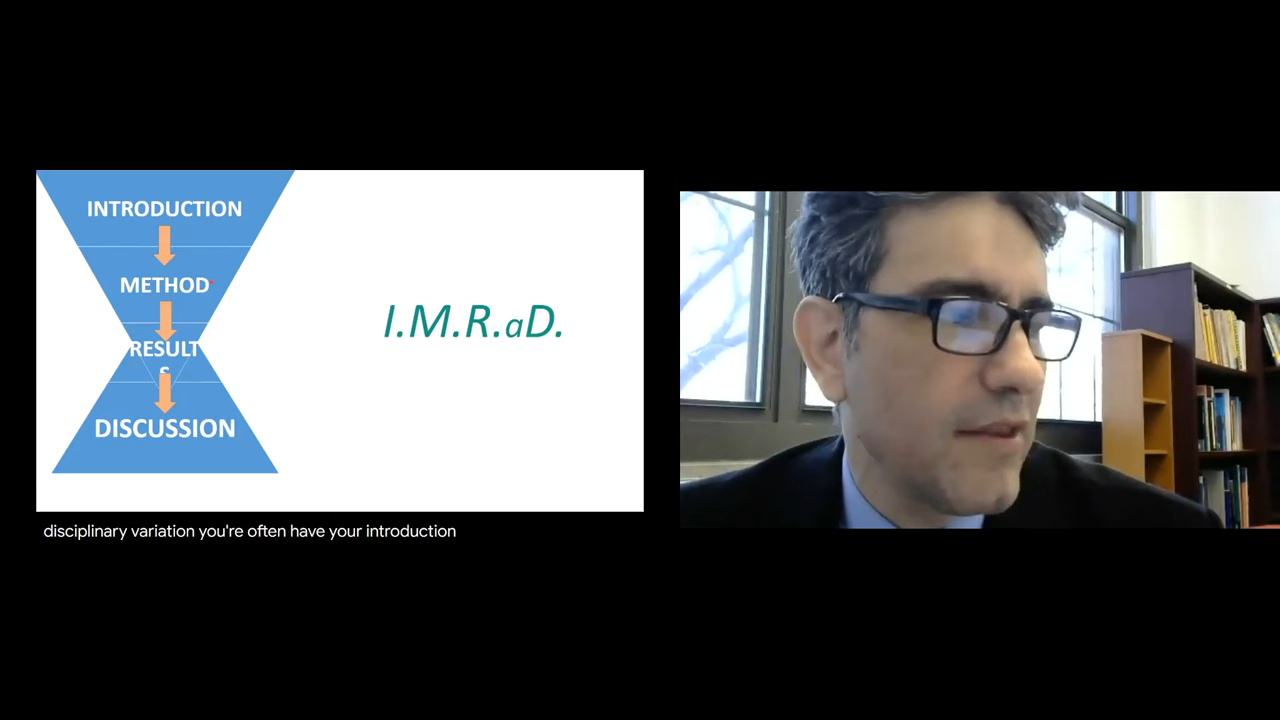 INTRODUCTION
METHOD
RESULT
S
DISCUSSION
I.M.R.aD.
disciplinary variation you're often have your introduction